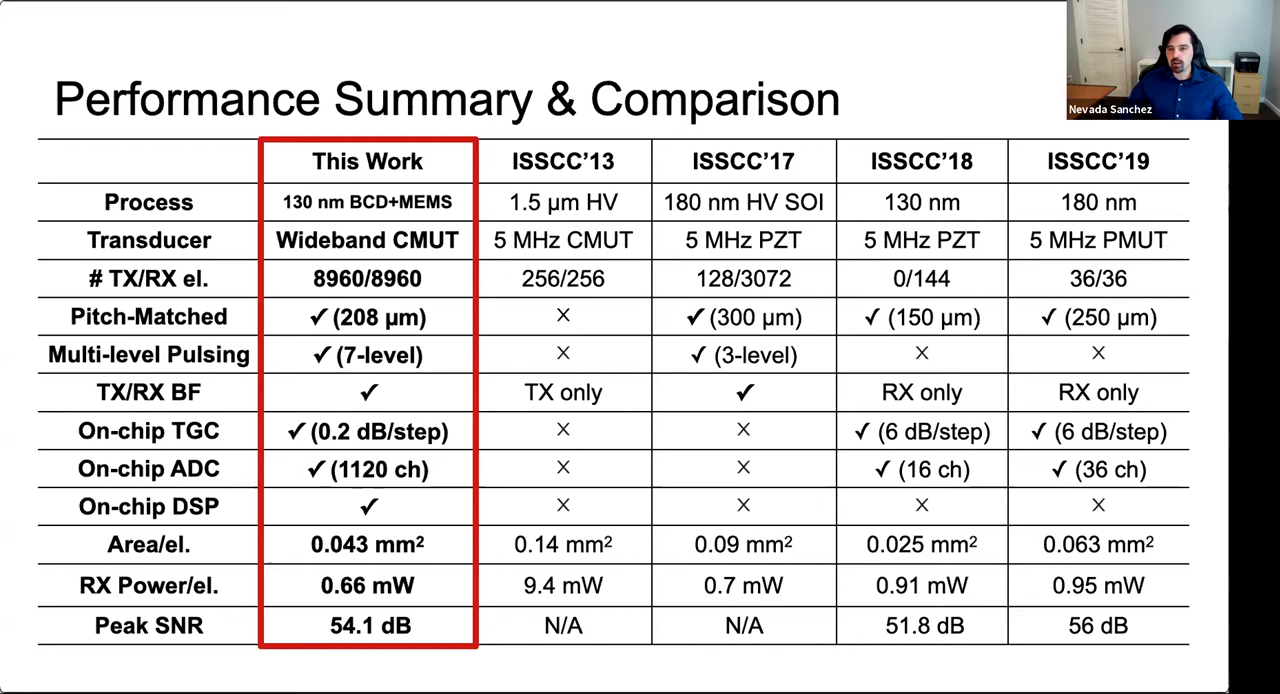 Performance Summary & Comparison
Nevada Sanchez
This Work ISSCC'13 ISSCC'17 ISSCC'18 ISSCC'19
Process 130 nm BCD+MEMS 1.5 µm HV 180 nm HV SOI 130 nm 180 nm
Transducer Wideband CMUT 5 MHz CMUT 5 MHz PZT 5 MHz PZT 5 MHz PMUT
# TX/RX el. 8960/8960 256/256 128/3072 0/144 36/36
Pitch-Matched ✓ (208 µm) ☓ ✓ (300 µm) ✓ (150 µm) ✓ (250 µm)
Multi-level Pulsing ✓ (7-level) ☓ ✓ (3-level) ☓ ☓
TX/RX BF ✓ TX only ✓ RX only RX only
On-chip TGC ✓ (0.2 dB/step) ☓ ☓ ✓ (6 dB/step) ✓ (6 dB/step)
On-chip ADC ✓ (1120 ch) ☓ ☓ ✓ (16 ch) ✓ (36 ch)
On-chip DSP ✓ ☓ ☓ ☓ ☓
Area/el. 0.043 mm² 0.14 mm² 0.09 mm² 0.025 mm² 0.063 mm²
RX Power/el. 0.66 mW 9.4 mW 0.7 mW 0.91 mW 0.95 mW
Peak SNR 54.1 dB N/A N/A 51.8 dB 56 dB